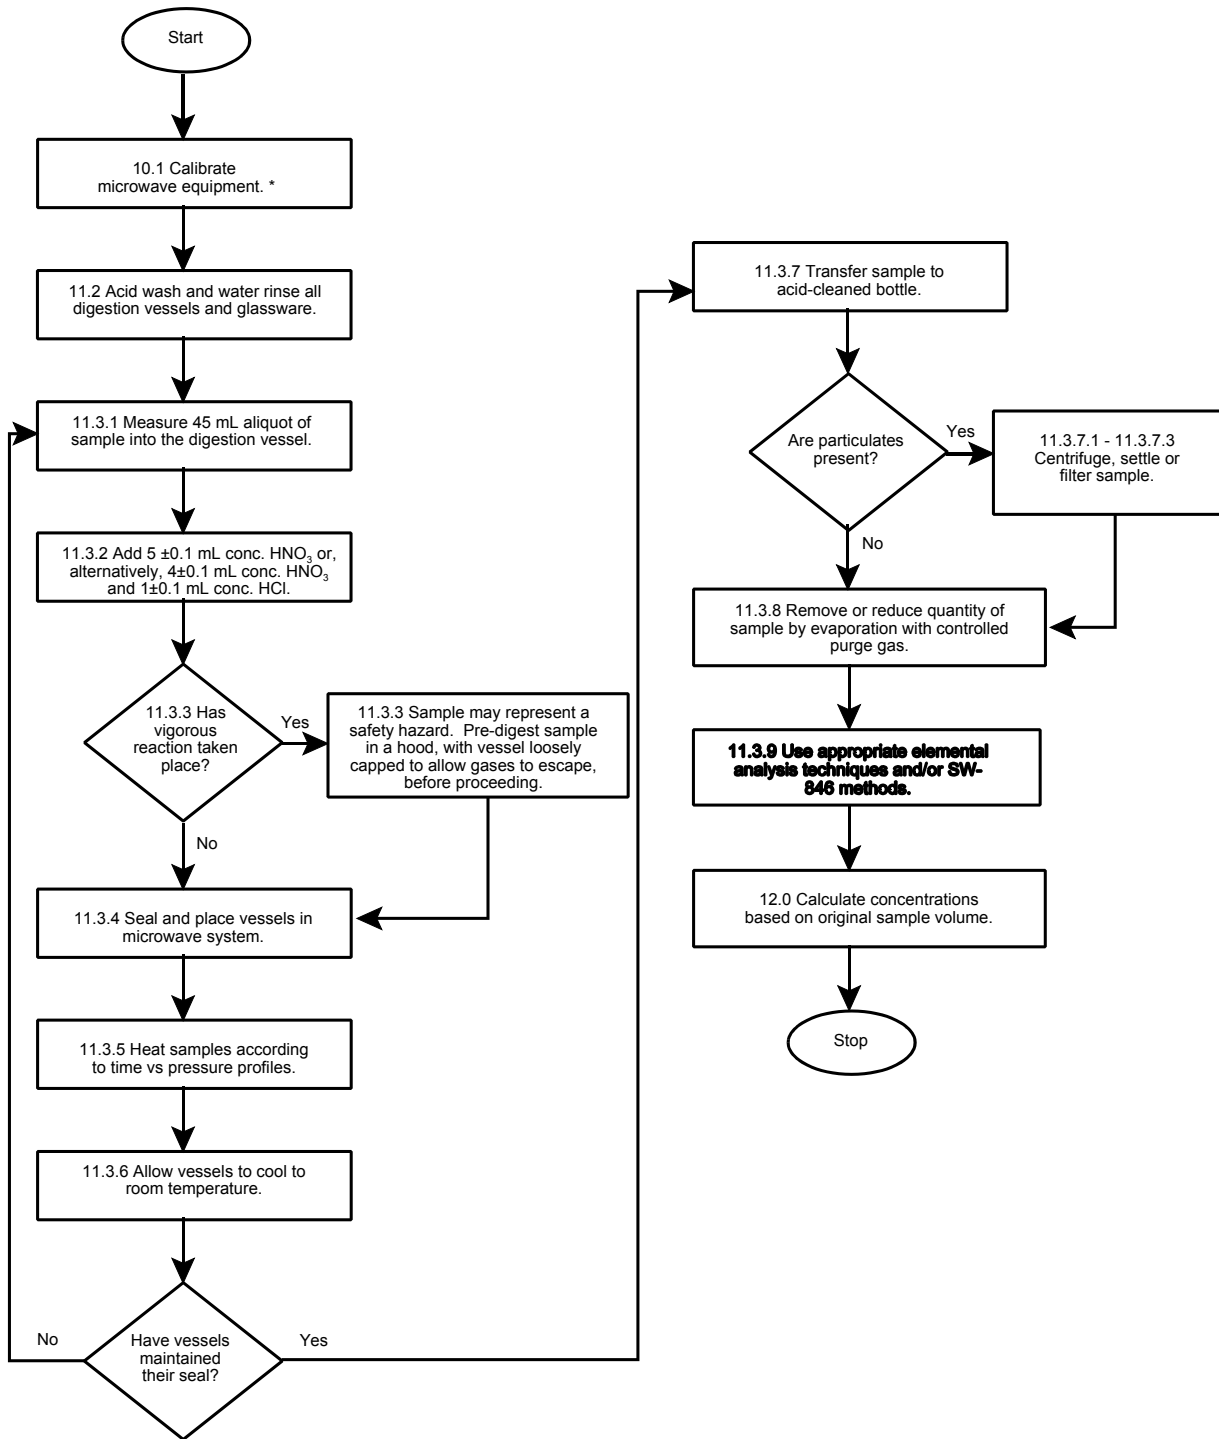 Start
10.1 Calibrate
microwave equipment. *
11.2 Acid wash and water rinse all
digestion vessels and glassware.
11.3.1 Measure 45 mL aliquot of
sample into the digestion vessel.
11.3.2 Add 5 ±0.1 mL conc. HNO₃ or,
alternatively, 4±0.1 mL conc. HNO₃
and 1±0.1 mL conc. HCl.
11.3.3 Has
vigorous
reaction taken
place?
Yes
11.3.3 Sample may represent a
safety hazard. Pre-digest sample
in a hood, with vessel loosely
capped to allow gases to escape,
before proceeding.
No
11.3.4 Seal and place vessels in
microwave system.
11.3.5 Heat samples according
to time vs pressure profiles.
11.3.6 Allow vessels to cool to
room temperature.
Have vessels
maintained
their seal?
No
Yes
11.3.7 Transfer sample to
acid-cleaned bottle.
Are particulates
present?
Yes
11.3.7.1 - 11.3.7.3
Centrifuge, settle or
filter sample.
No
11.3.8 Remove or reduce quantity of
sample by evaporation with controlled
purge gas.
11.3.9 Use appropriate elemental
analysis techniques and/or SW-
846 methods.
12.0 Calculate concentrations
based on original sample volume.
Stop